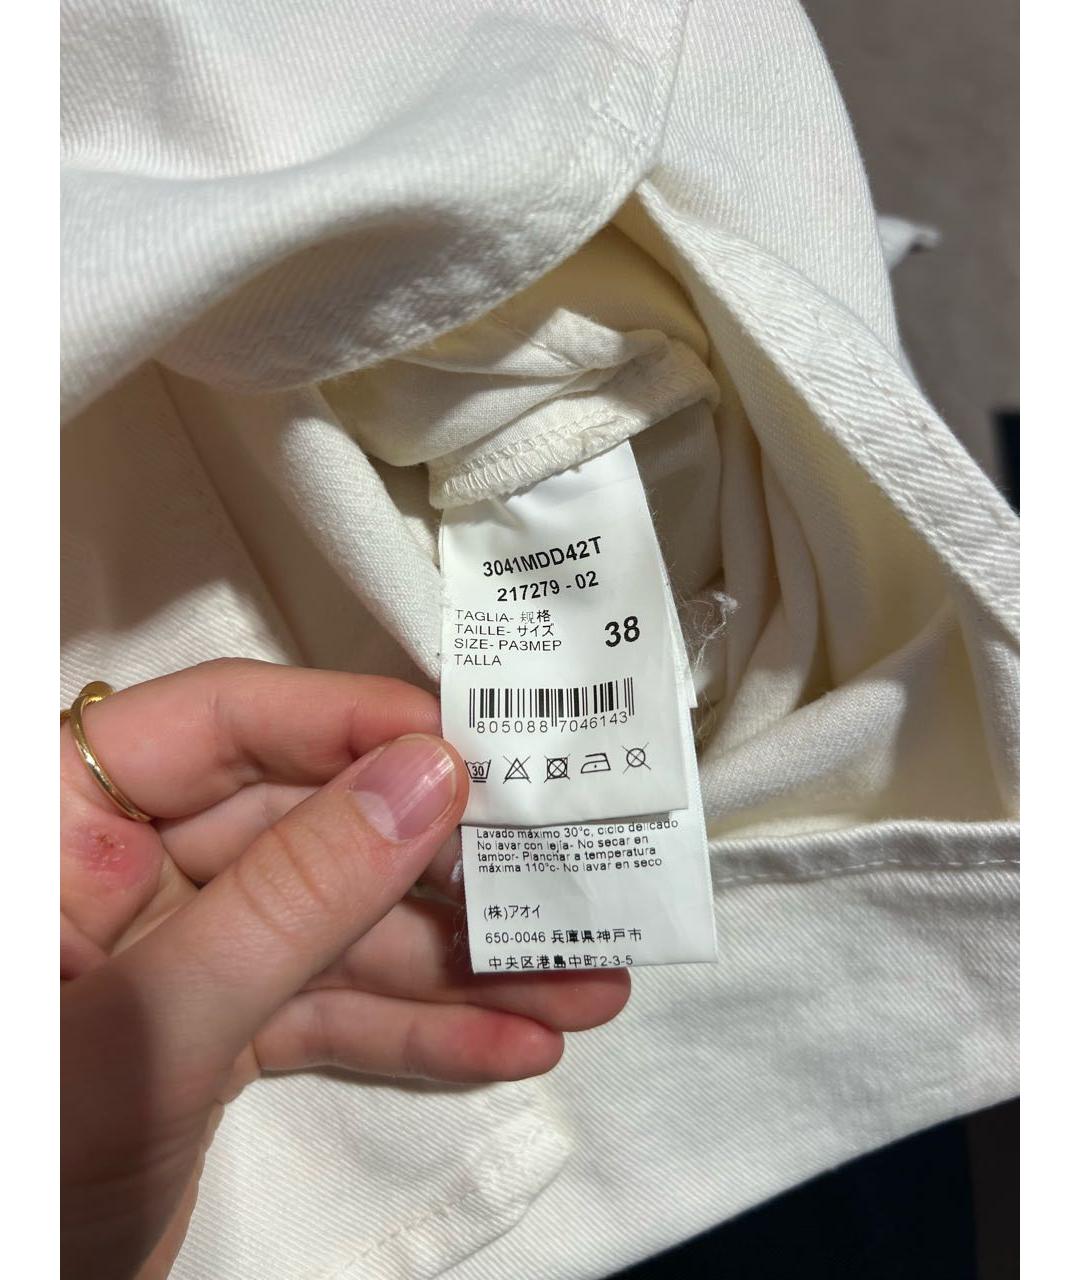 3041MDD42T
217279 - 02
TAGLIA- 规格
TAILLE- サイズ
SIZE- РАЗМЕР
TALLA
38
8050887046143
30
Lavado máximo 30°c, ciclo delicado
No lavar con lejía- No secar en
tambor- Planchar a temperatura
máxima 110°c- No lavar en seco
(株)アオイ
650-0046 兵庫県神戸市
中央区港島中町2-3-5